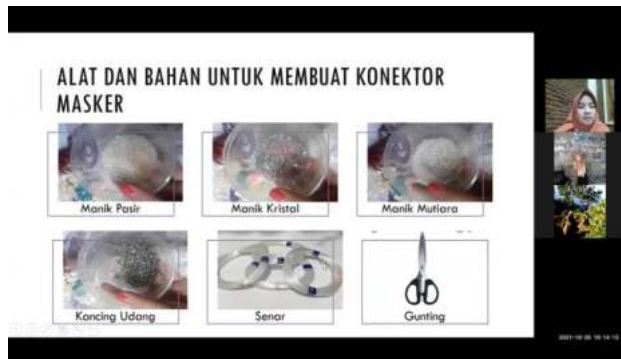 ALAT DAN BAHAN UNTUK MEMBUAT KONEKTOR
MASKER
Manik Pasir
Manik Kristal
Manik Mutiara
Kancing Udang
Senar
Gunting